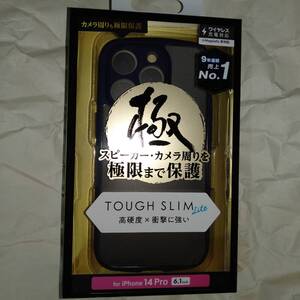 カメラ周りも極限保護
ワイヤレス
充電対応
9年連続
売上
No.1
極
スピーカー・カメラ周りを
極限まで保護
TOUGH SLIM Lite
高硬度×衝撃に強い
for iPhone 14 Pro 6.1inch